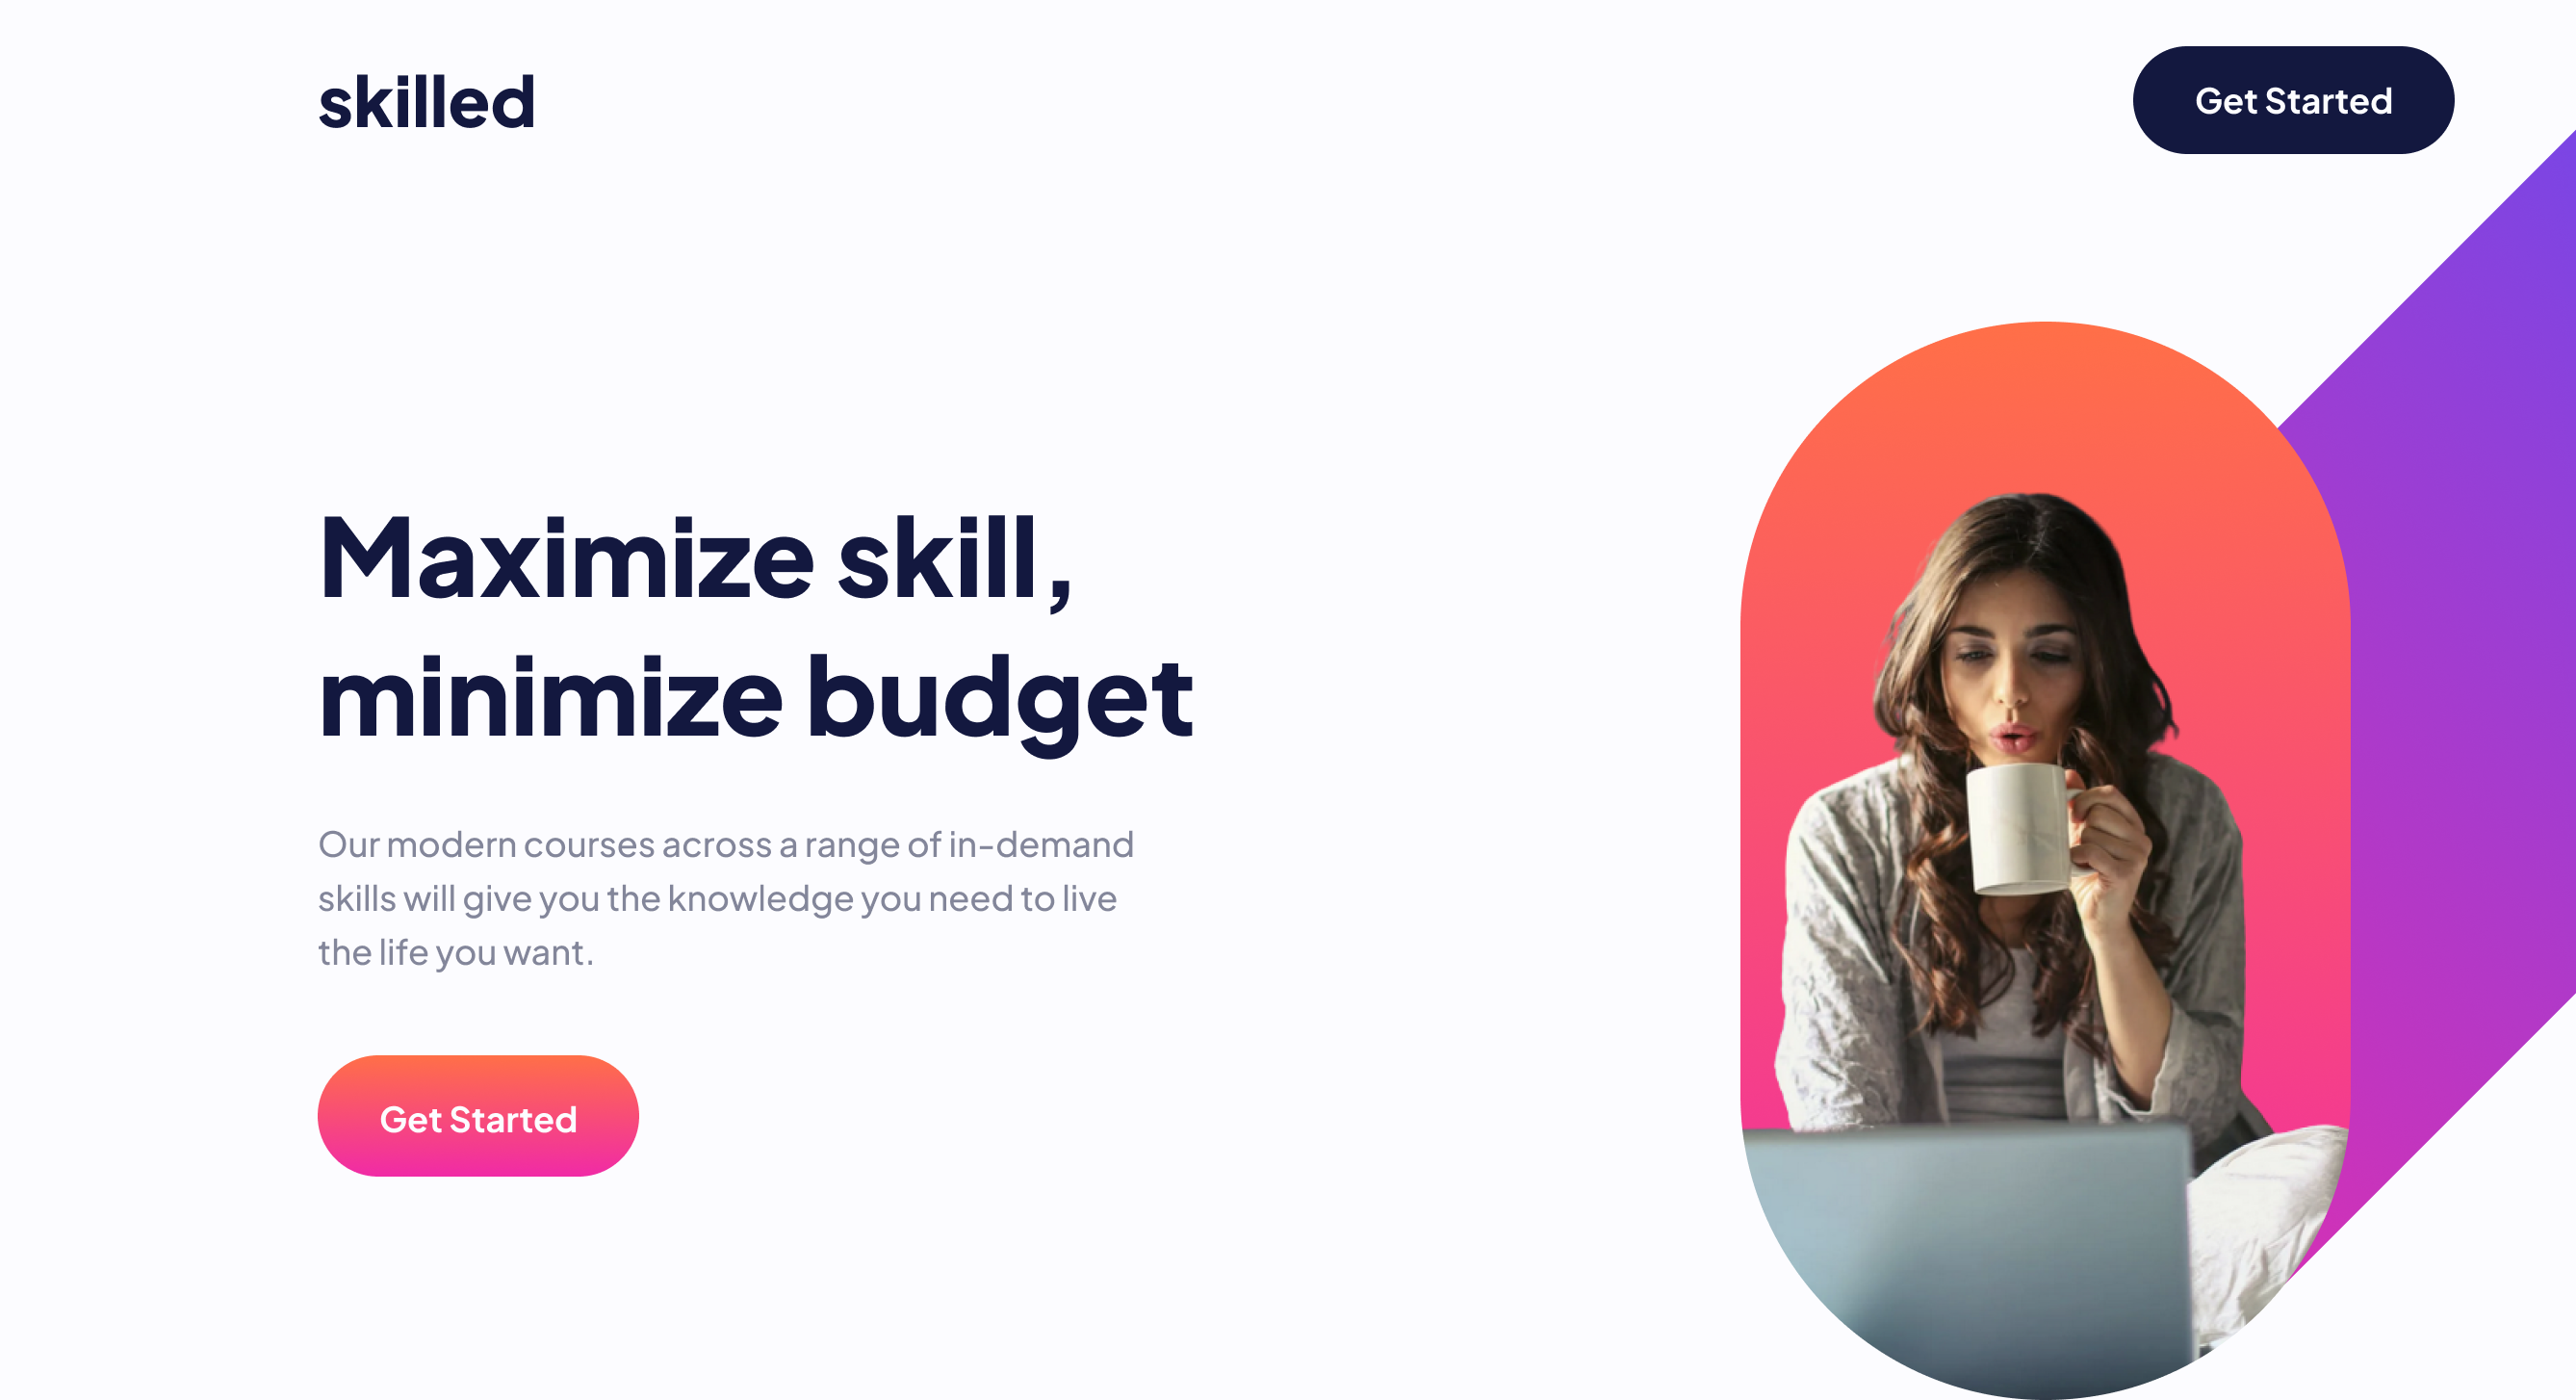 skilled
Get Started
Maximize skill,
minimize budget
Our modern courses across a range of in-demand
skills will give you the knowledge you need to live
the life you want.
Get Started